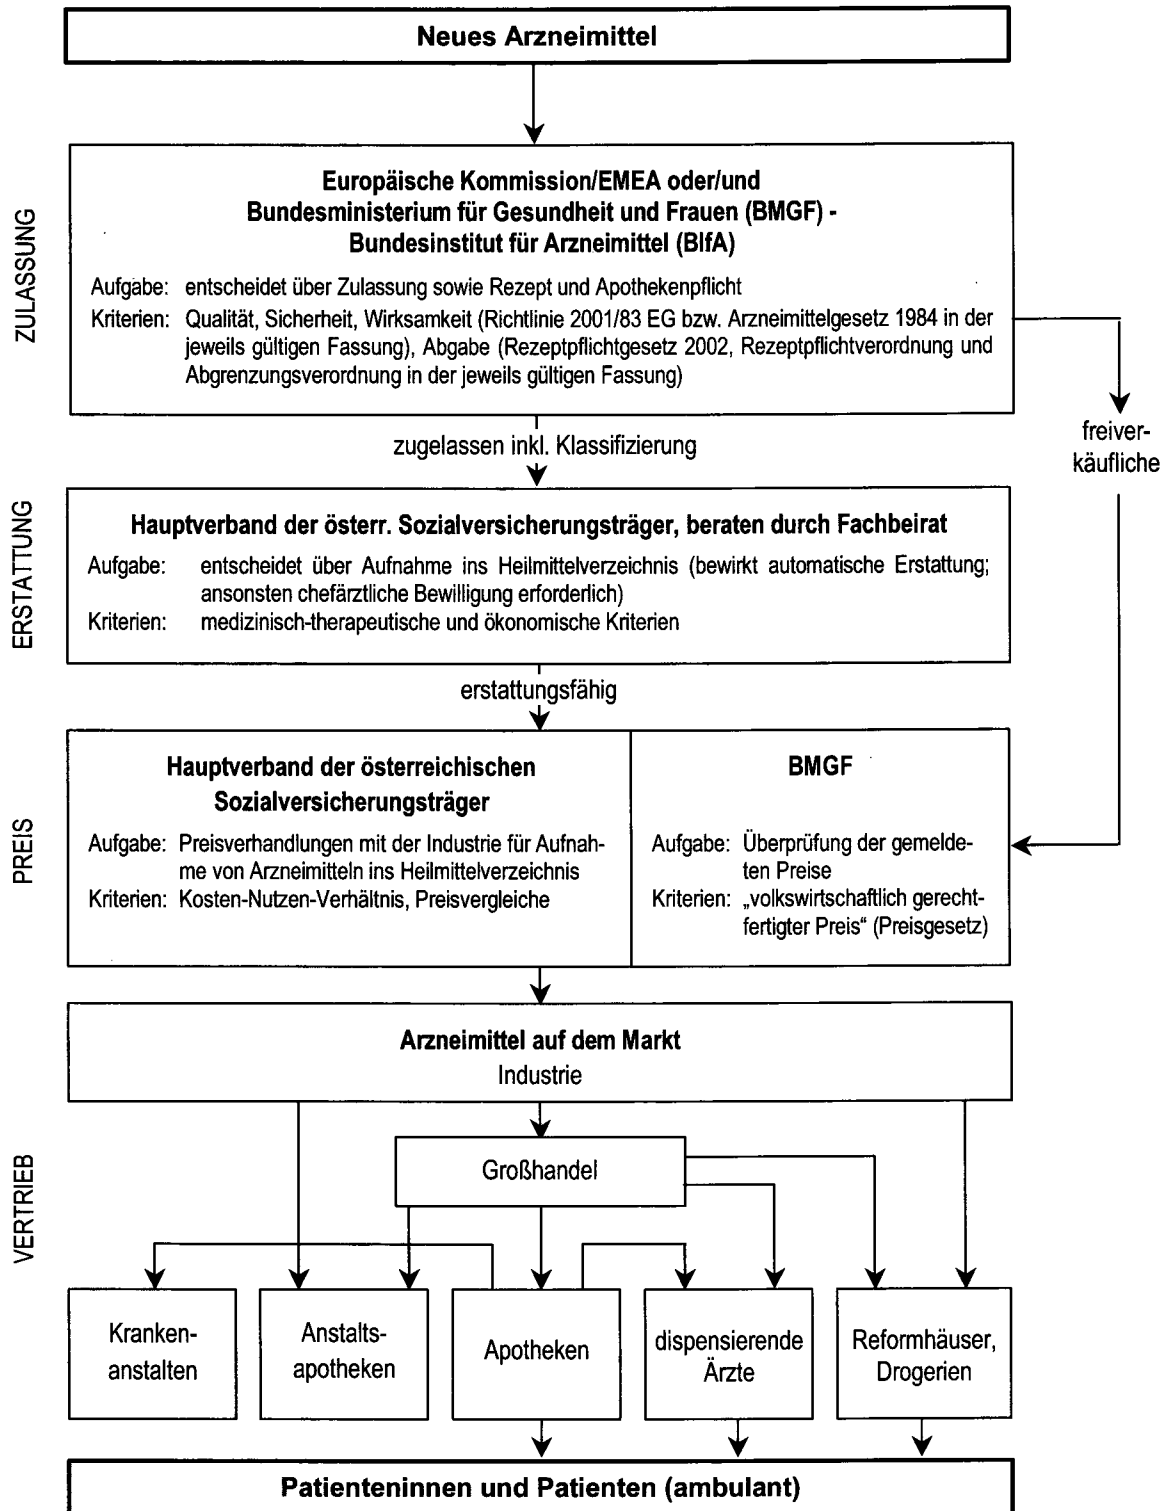 Neues Arzneimittel
ZULASSUNG
Europäische Kommission/EMEA oder/und
Bundesministerium für Gesundheit und Frauen (BMGF) -
Bundesinstitut für Arzneimittel (BIfA)
Aufgabe: entscheidet über Zulassung sowie Rezept und Apothekenpflicht
Kriterien: Qualität, Sicherheit, Wirksamkeit (Richtlinie 2001/83 EG bzw. Arzneimittelgesetz 1984 in der
jeweils gültigen Fassung), Abgabe (Rezeptpflichtgesetz 2002, Rezeptpflichtverordnung und
Abgrenzungsverordnung in der jeweils gültigen Fassung)
zugelassen inkl. Klassifizierung
freiver-
käufliche
ERSTATTUNG
Hauptverband der österr. Sozialversicherungsträger, beraten durch Fachbeirat
Aufgabe: entscheidet über Aufnahme ins Heilmittelverzeichnis (bewirkt automatische Erstattung;
ansonsten chefärztliche Bewilligung erforderlich)
Kriterien: medizinisch-therapeutische und ökonomische Kriterien
erstattungsfähig
PREIS
Hauptverband der österreichischen
Sozialversicherungsträger
Aufgabe: Preisverhandlungen mit der Industrie für Aufnah-
me von Arzneimitteln ins Heilmittelverzeichnis
Kriterien: Kosten-Nutzen-Verhältnis, Preisvergleiche
BMGF
Aufgabe: Überprüfung der gemelde-
ten Preise
Kriterien: „volkswirtschaftlich gerecht-
fertigter Preis“ (Preisgesetz)
Arzneimittel auf dem Markt
Industrie
VERTRIEB
Großhandel
Kranken-
anstalten
Anstalts-
apotheken
Apotheken
dispensierende
Ärzte
Reformhäuser,
Drogerien
Patienteninnen und Patienten (ambulant)